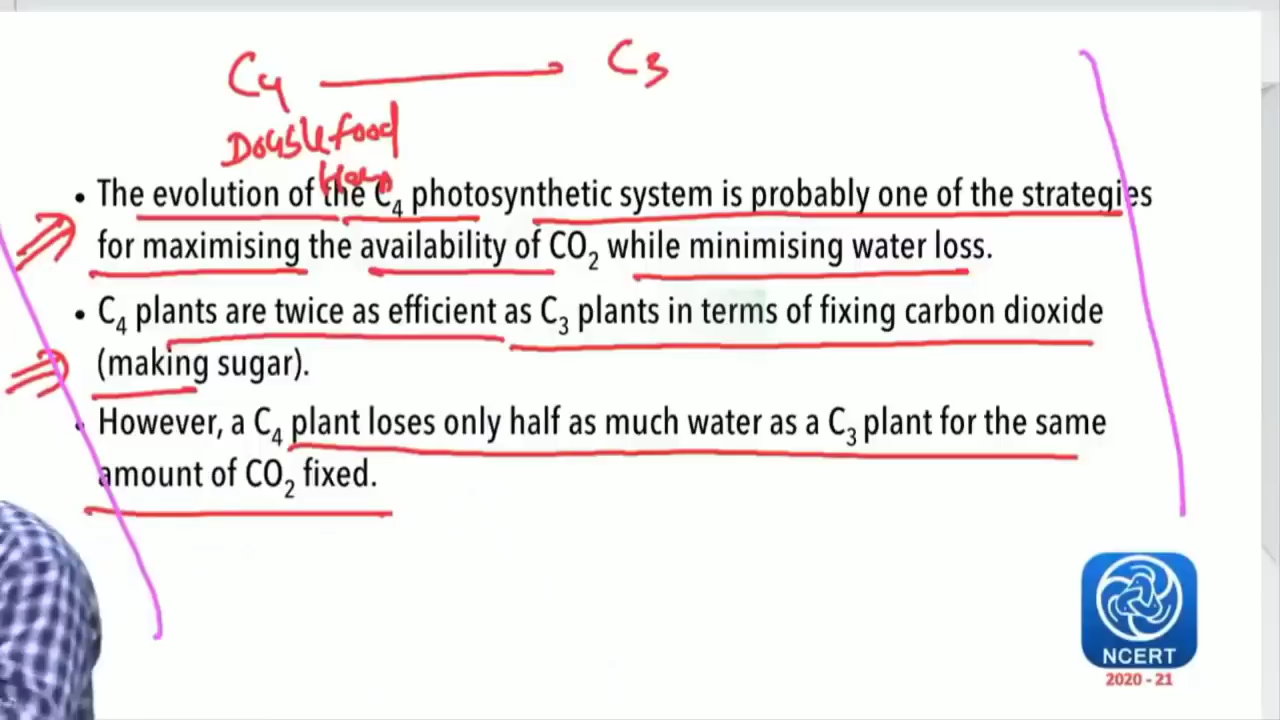 C4 C3
Double food
• The evolution of the C₄ photosynthetic system is probably one of the strategies
for maximising the availability of CO₂ while minimising water loss.
• C₄ plants are twice as efficient as C₃ plants in terms of fixing carbon dioxide
(making sugar).
• However, a C₄ plant loses only half as much water as a C₃ plant for the same
amount of CO₂ fixed.
NCERT
2020 - 21